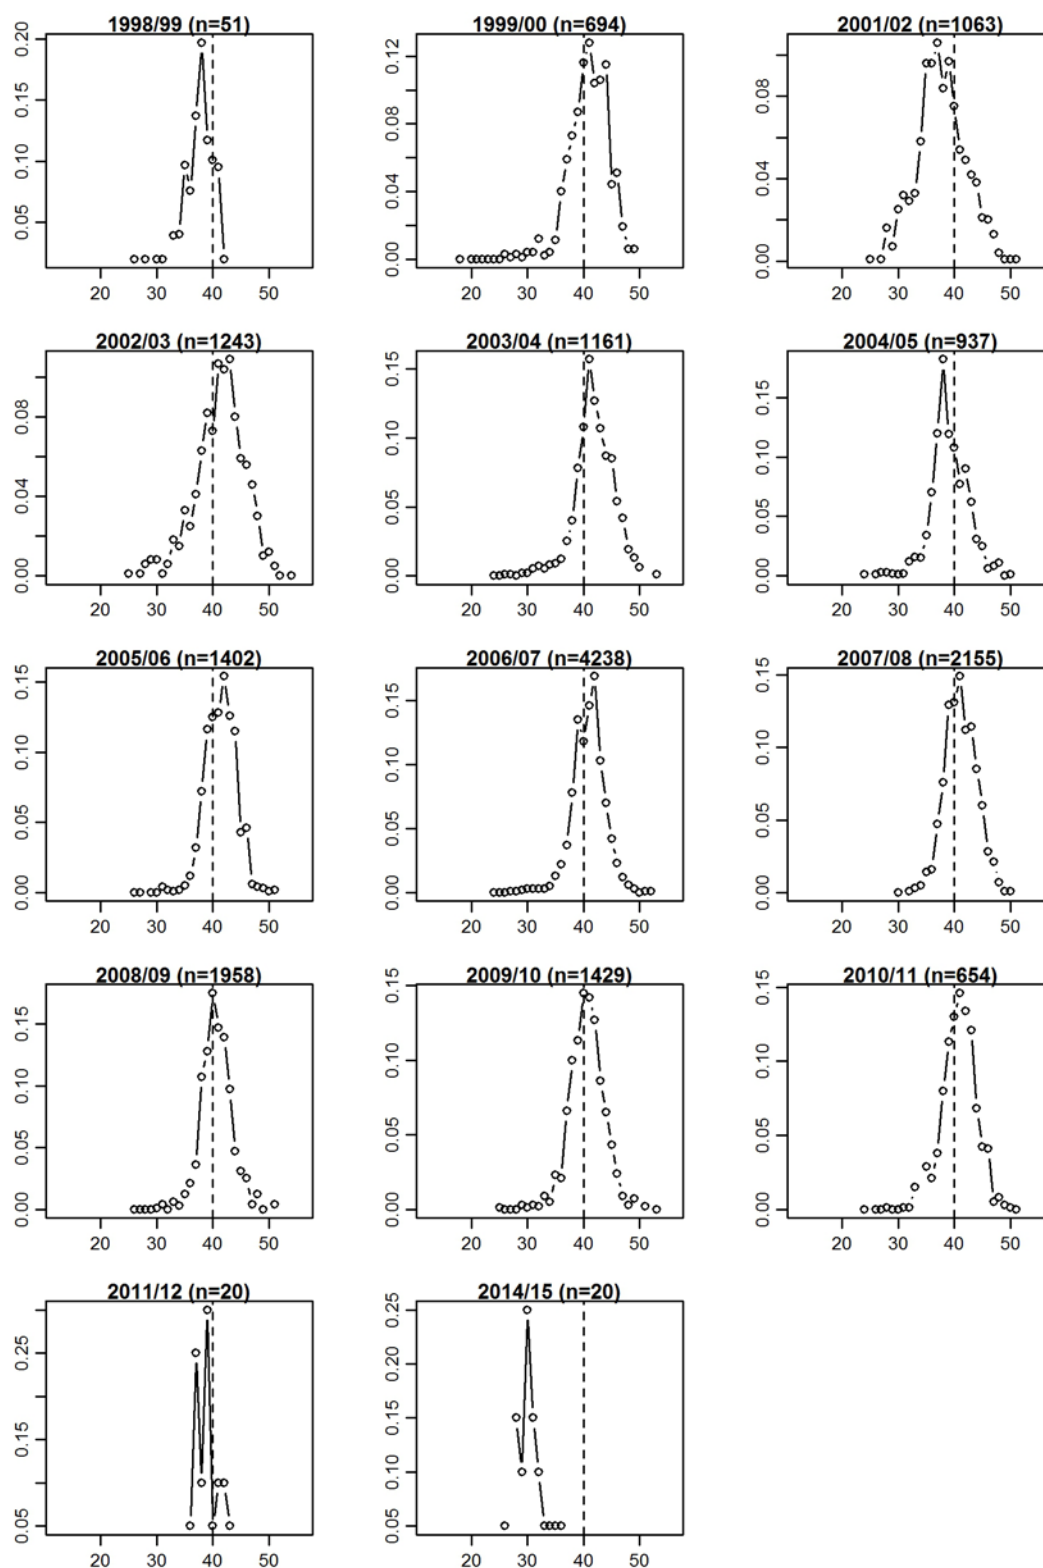 1998/99 (n=51)
0.05 0.10 0.15 0.20
20 30 40 50
1999/00 (n=694)
0.00 0.04 0.08 0.12
20 30 40 50
2001/02 (n=1063)
0.00 0.04 0.08
20 30 40 50
2002/03 (n=1243)
0.00 0.04 0.08
20 30 40 50
2003/04 (n=1161)
0.00 0.05 0.10 0.15
20 30 40 50
2004/05 (n=937)
0.00 0.05 0.10 0.15
20 30 40 50
2005/06 (n=1402)
0.00 0.05 0.10 0.15
20 30 40 50
2006/07 (n=4238)
0.00 0.05 0.10 0.15
20 30 40 50
2007/08 (n=2155)
0.00 0.05 0.10 0.15
20 30 40 50
2008/09 (n=1958)
0.00 0.05 0.10 0.15
20 30 40 50
2009/10 (n=1429)
0.00 0.05 0.10 0.15
20 30 40 50
2010/11 (n=654)
0.00 0.05 0.10 0.15
20 30 40 50
2011/12 (n=20)
0.05 0.15 0.25
20 30 40 50
2014/15 (n=20)
0.05 0.10 0.15 0.20 0.25
20 30 40 50